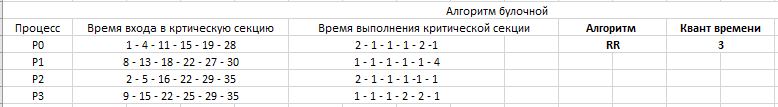 Алгоритм булочной
Процесс Время входа в кртическую секцию Время выполнения критической секции Алгоритм Квант времени
P0 1 - 4 - 11 - 15 - 19 - 28 2 - 1 - 1 - 1 - 2 -1 RR 3
P1 8 - 13 - 18 - 22 - 27 - 30 1 - 1 - 1 - 1 - 1 - 4
P2 2 - 5 - 16 - 22 - 29 - 35 2 - 1 - 1 - 1 -1 - 1
P3 9 - 15 - 22 - 25 - 29 - 35 1 - 1 - 1 - 2 - 2 - 1